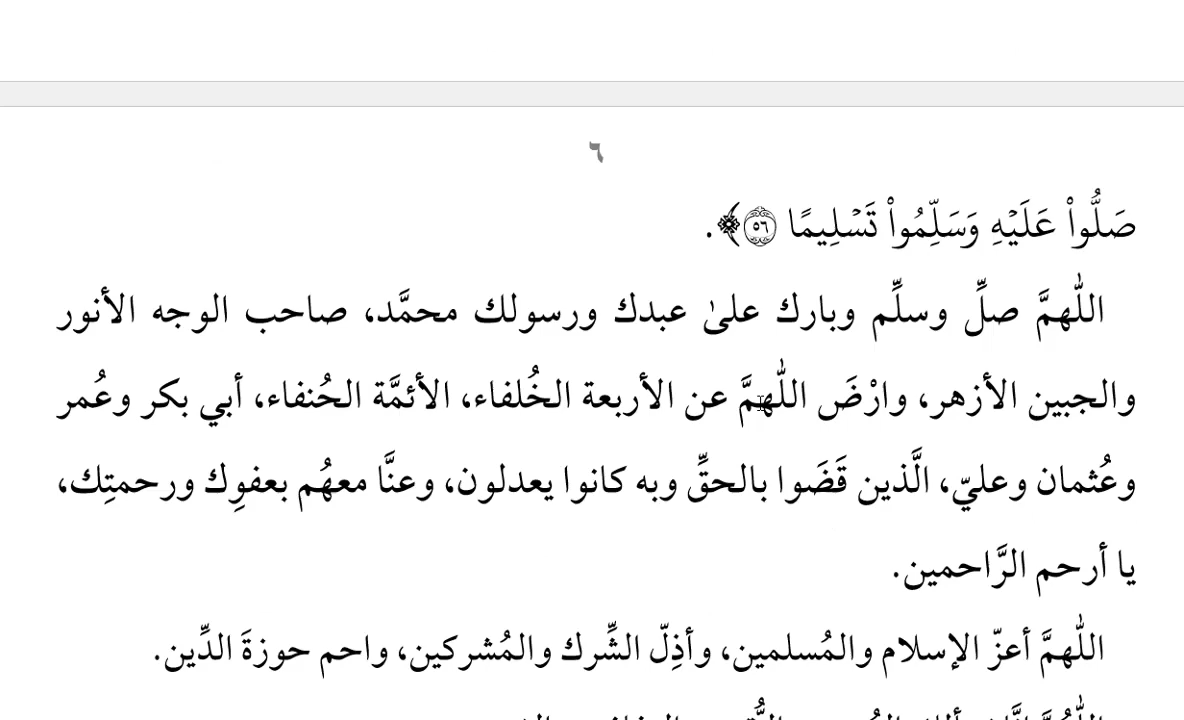 ٦
صَلُّوا۟ عَلَيْهِ وَسَلِّمُوا۟ تَسْلِيمًا ۝٥٦﴾.
اللّٰهمَّ صلِّ وسلِّم وبارك علىٰ عبدك ورسولك محمَّد، صاحب الوجه الأنور
والجبين الأزهر، وارْضَ اللّٰهمَّ عن الأربعة الخُلفاء، الأئمَّة الحُنفاء، أبي بكر وعُمر
وعُثمان وعليّ، الَّذين قَضَوا بالحقِّ وبه كانوا يعدلون، وعنَّا معهُم بعفوِك ورحمتِك،
يا أرحم الرَّاحمين.
اللّٰهمَّ أعزّ الإسلام والمُسلمين، وأذِلّ الشِّرك والمُشركين، واحم حوزةَ الدِّين.